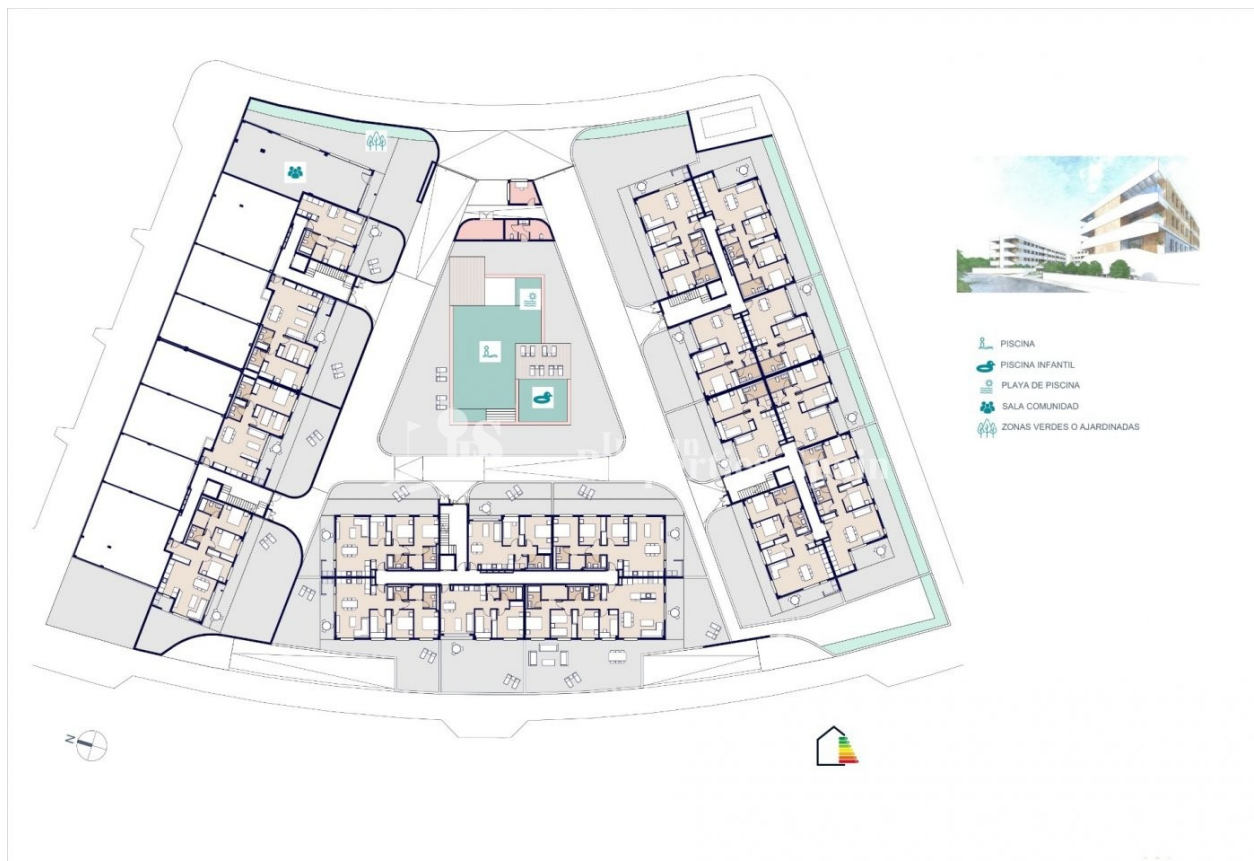 PISCINA
PISCINA INFANTIL
PLAYA DE PISCINA
SALA COMUNIDAD
ZONAS VERDES O AJARDINADAS
N